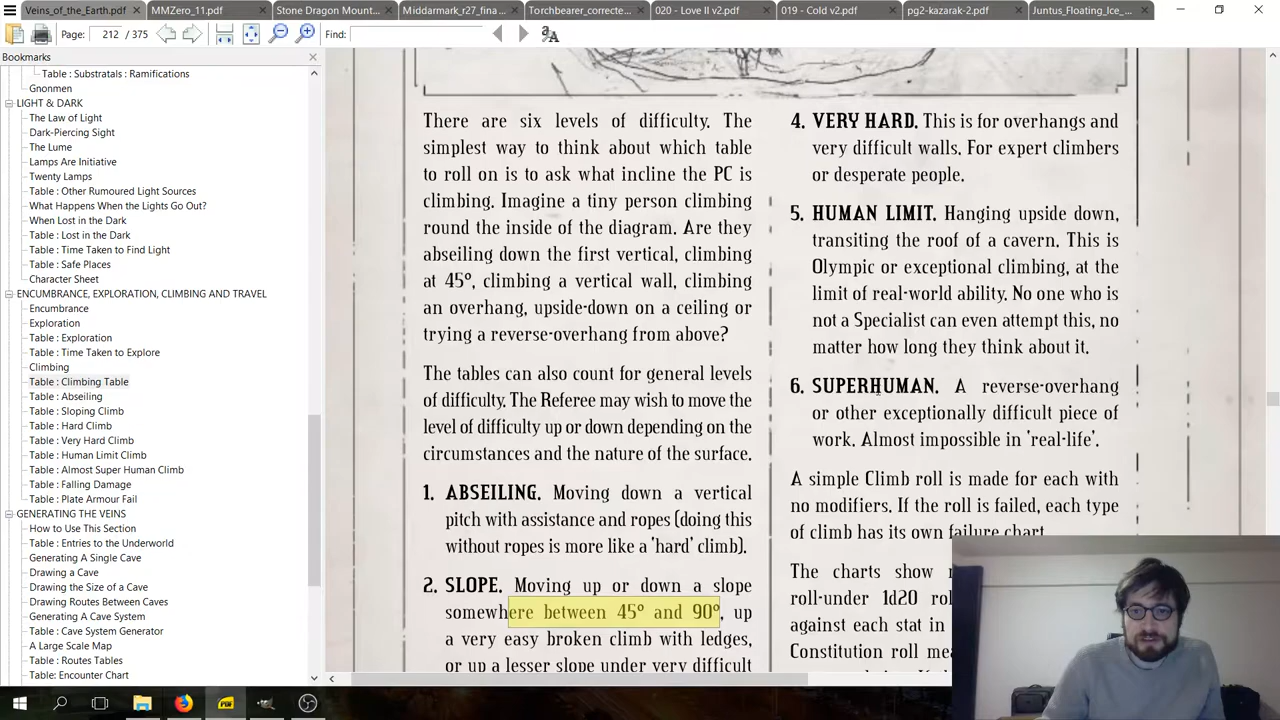 Veins_of_the_Earth.pdf
MMZero_11.pdf
Stone Dragon Mount...
Middarmark_r27_fina
Torchbearer_correcte...
020 - Love II v2.pdf
019 - Cold v2.pdf
pg2-kazarak-2.pdf
Juntus_Floating_Ice_...
Page: 212 / 375
Find:
Bookmarks
Table : Substratals : Ramifications
Gnonmen
LIGHT & DARK
The Law of Light
Dark-Piercing Sight
The Lume
Lamps Are Initiative
Twenty Lamps
Table : Other Rumoured Light Sources
What Happens When the Lights Go Out?
When Lost in the Dark
Table : Lost in the Dark
Table : Time Taken to Find Light
Table : Safe Places
Character Sheet
ENCUMBRANCE, EXPLORATION, CLIMBING AND TRAVEL
Encumbrance
Exploration
Table : Exploration
Table : Time Taken to Explore
Climbing
Table : Climbing Table
Table : Abseiling
Table : Sloping Climb
Table : Hard Climb
Table : Very Hard Climb
Table : Human Limit Climb
Table : Almost Super Human Climb
Table : Falling Damage
Table : Plate Armour Fail
GENERATING THE VEINS
How to Use This Section
Table : Entries to the Underworld
Generating A Single Cave
Drawing a Cave
Drawing the Size of a Cave
Drawing Routes Between Caves
Generating A Cave System
Table : Cave System Generator
A Large Scale Map
Table : Routes Tables
Table: Encounter Chart
There are six levels of difficulty. The
simplest way to think about which table
to roll on is to ask what incline the PC is
climbing. Imagine a tiny person climbing
round the inside of the diagram. Are they
abseiling down the first vertical, climbing
at 45º, climbing a vertical wall, climbing
an overhang, upside-down on a ceiling or
trying a reverse-overhang from above?
The tables can also count for general levels
of difficulty. The Referee may wish to move the
level of difficulty up or down depending on the
circumstances and the nature of the surface.
1. ABSEILING. Moving down a vertical
pitch with assistance and ropes (doing this
without ropes is more like a 'hard' climb).
2. SLOPE. Moving up or down a slope
somewhere between 45º and 90º, up
a very easy broken climb with ledges,
or up a lesser slope under very difficult
4. VERY HARD. This is for overhangs and
very difficult walls. For expert climbers
or desperate people.
5. HUMAN LIMIT. Hanging upside down,
transiting the roof of a cavern. This is
Olympic or exceptional climbing, at the
limit of real-world ability. No one who is
not a Specialist can even attempt this, no
matter how long they think about it.
6. SUPERHUMAN. A reverse-overhang
or other exceptionally difficult piece of
work. Almost impossible in 'real-life'.
A simple Climb roll is made for each with
no modifiers. If the roll is failed, each type
of climb has its own failure chart.
The charts show
roll-under 1d20 rol
against each stat in
Constitution roll mea